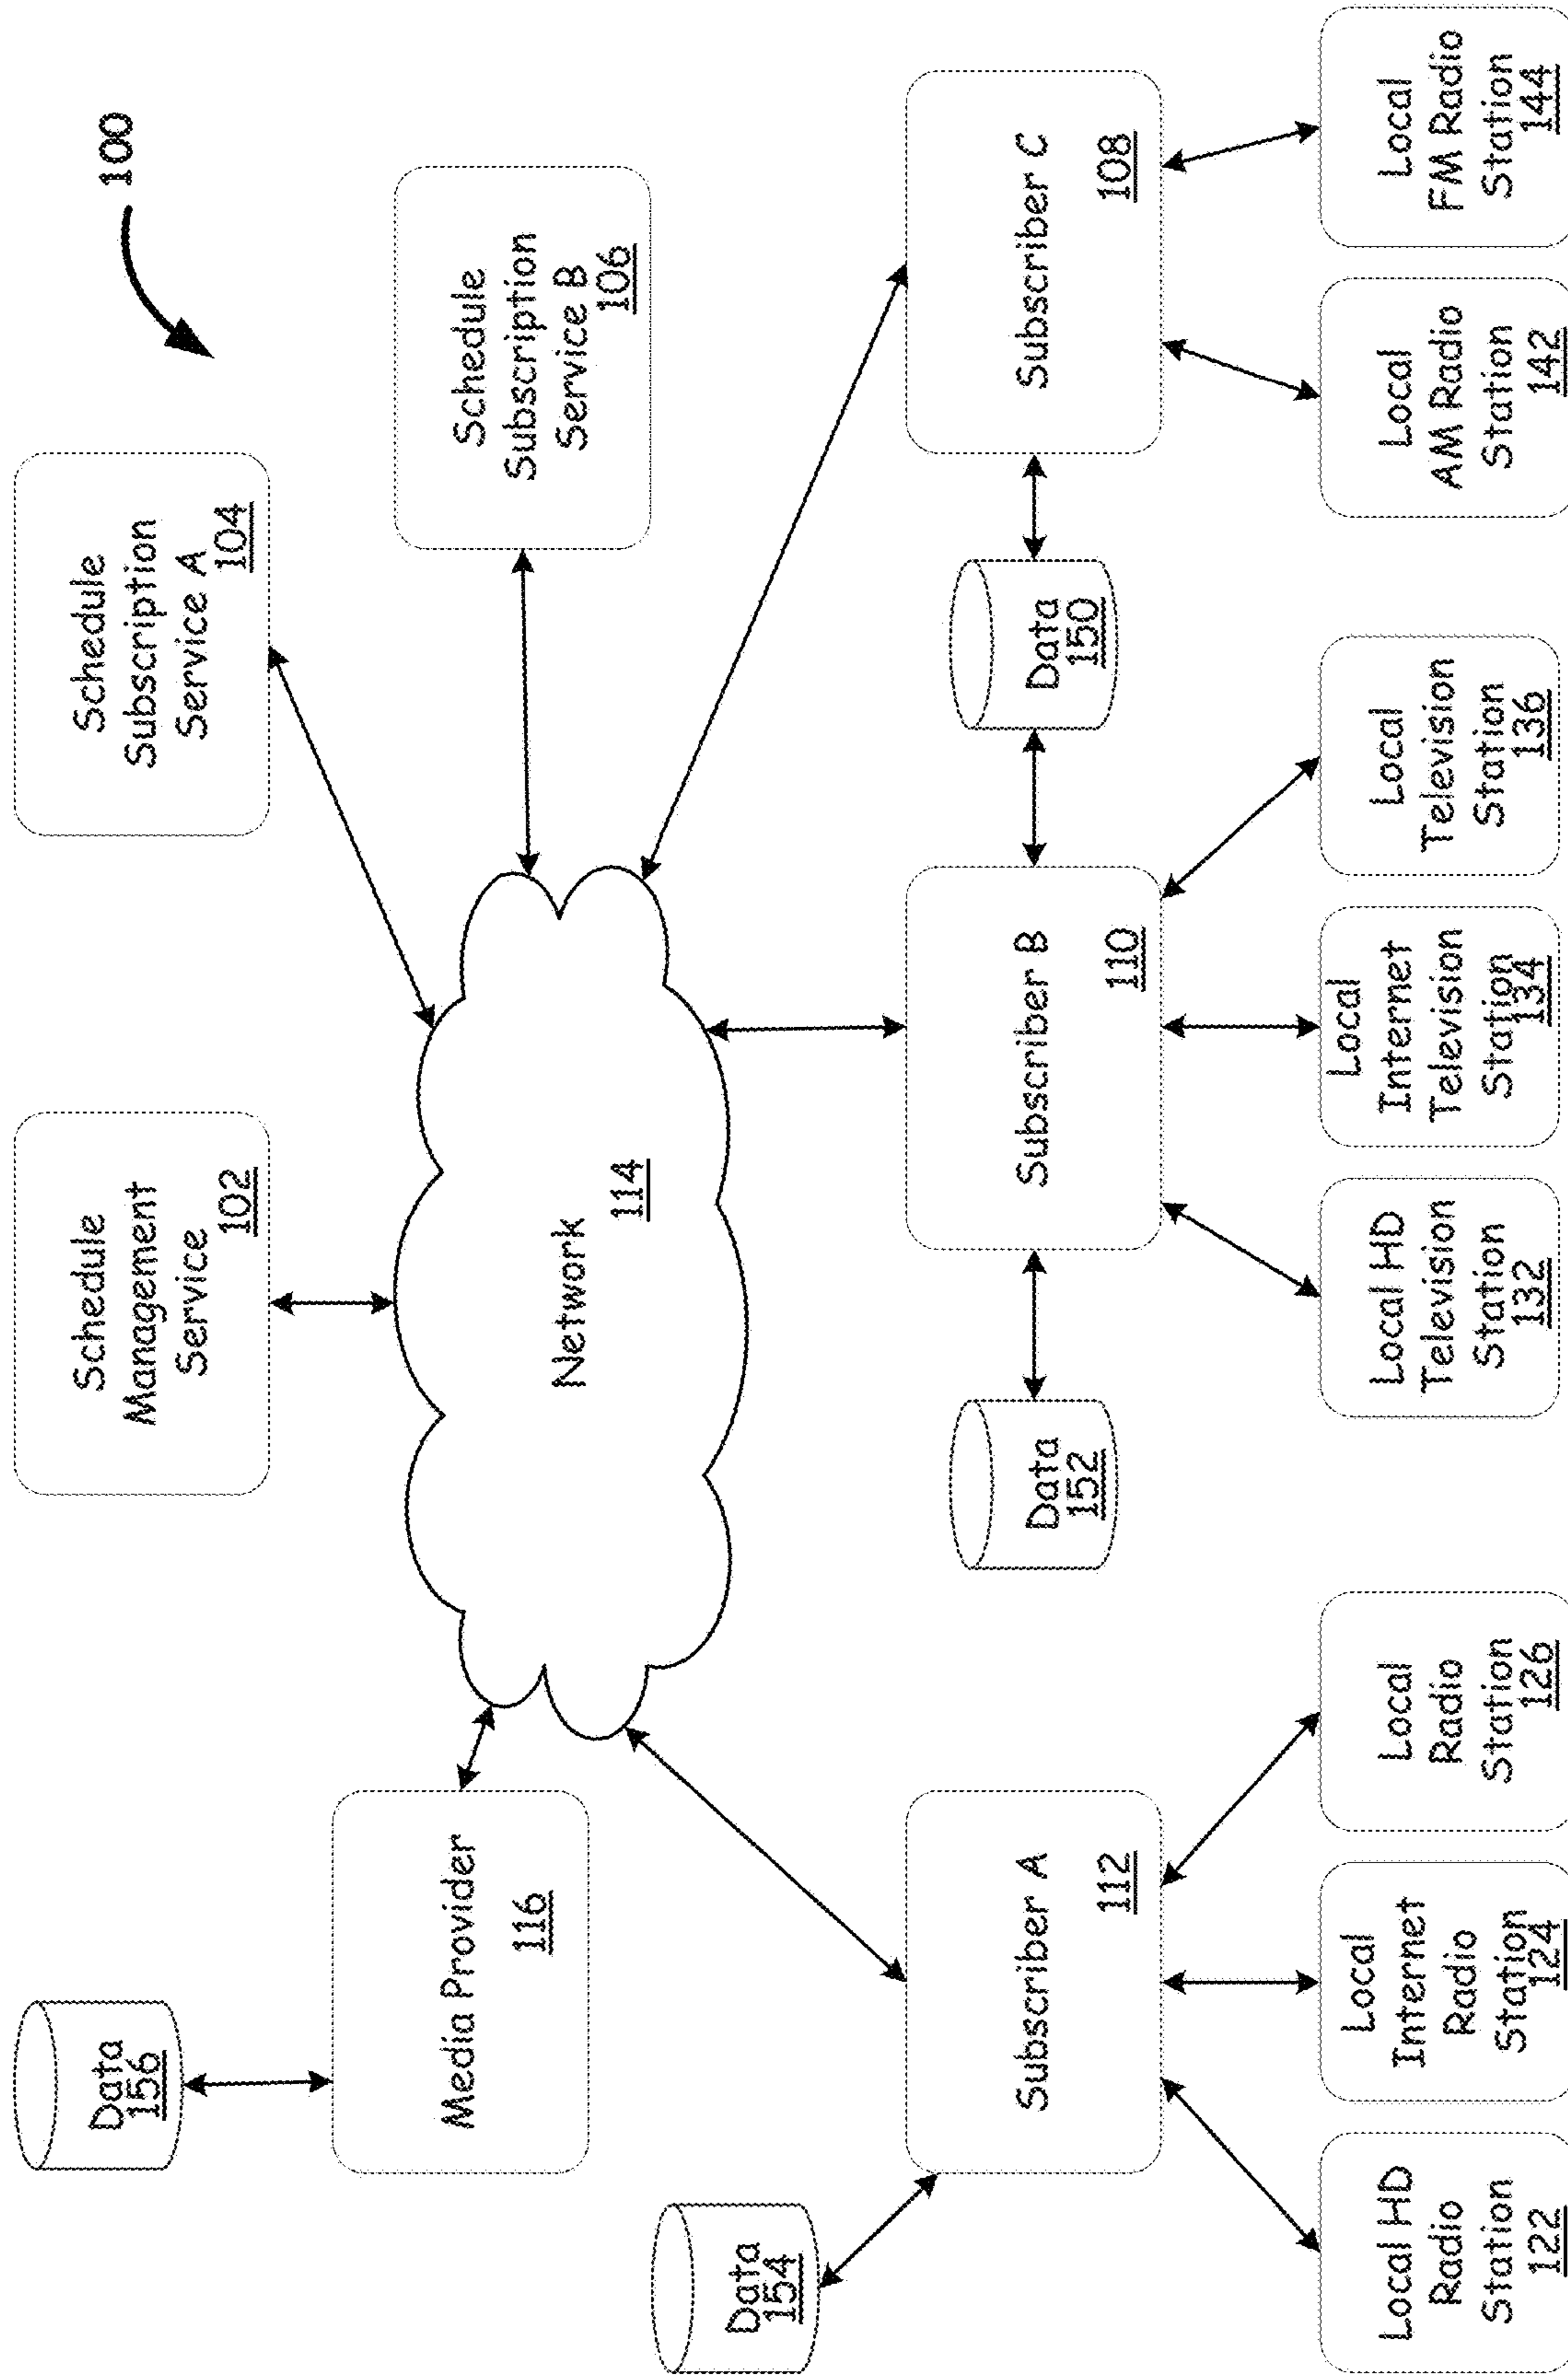 100
Data
156
Schedule
Management
Service
102
Schedule
Subscription
Service A
104
Media Provider
116
Network
114
Schedule
Subscription
Service B
106
Data
154
Subscriber A
112
Data
152
Subscriber B
110
Data
150
Subscriber C
108
Local HD
Radio
Station
122
Local
Internet
Radio
Station
124
Local
Radio
Station
126
Local HD
Television
Station
132
Local
Internet
Television
Station
134
Local
Television
Station
136
Local
AM Radio
Station
142
Local
FM Radio
Station
144